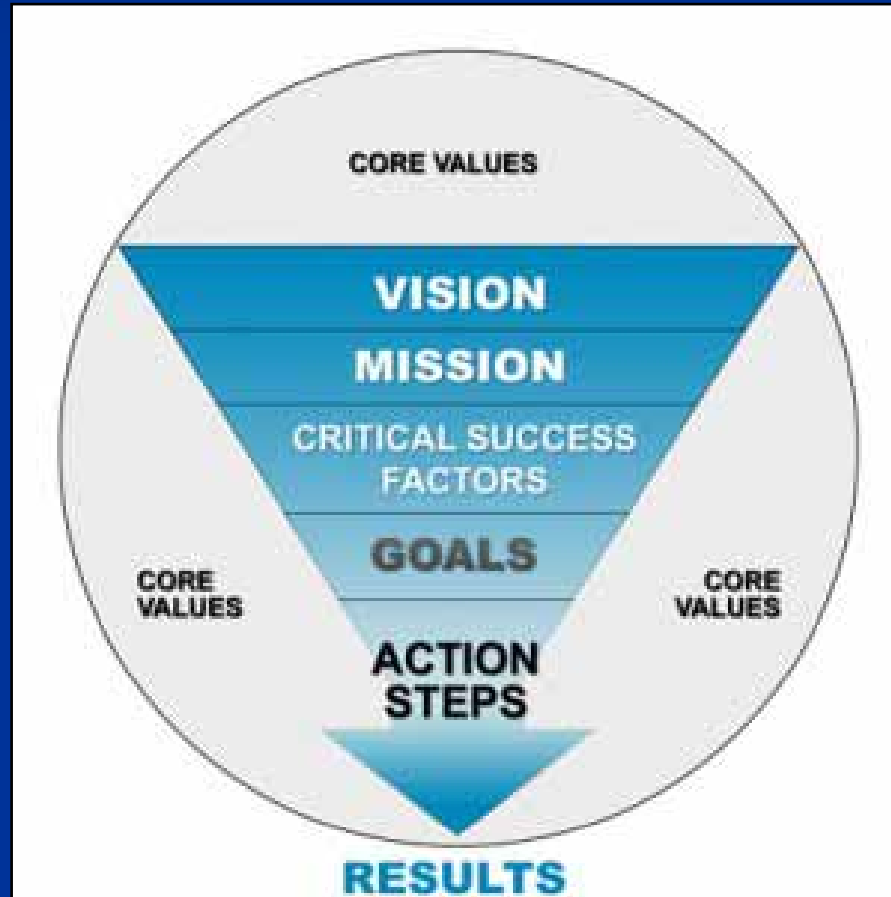 CORE VALUES
VISION
MISSION
CRITICAL SUCCESS
FACTORS
GOALS
CORE
VALUES
CORE
VALUES
ACTION
STEPS
RESULTS